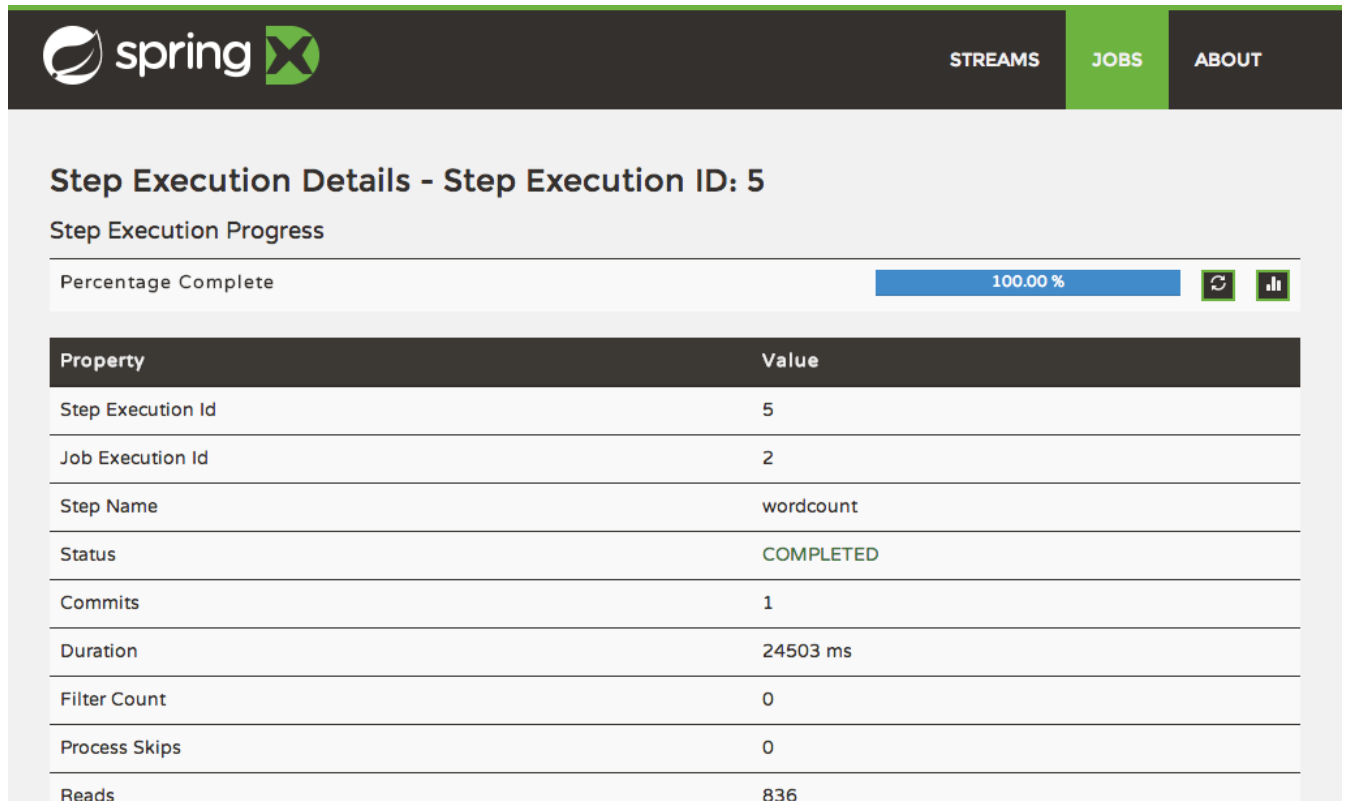 spring XD
STREAMS JOBS ABOUT
Step Execution Details - Step Execution ID: 5
Step Execution Progress
Percentage Complete 100.00 %
Property Value
Step Execution Id 5
Job Execution Id 2
Step Name wordcount
Status COMPLETED
Commits 1
Duration 24503 ms
Filter Count 0
Process Skips 0
Reads 836